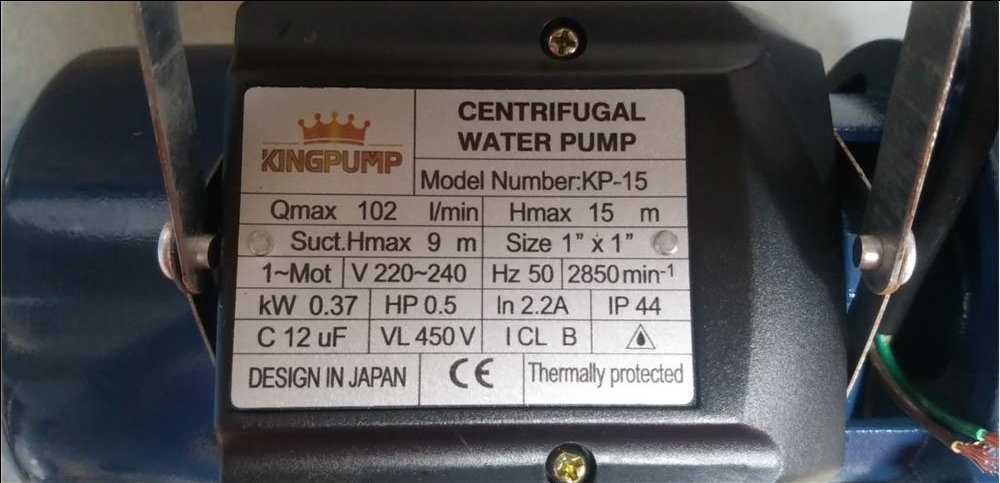 KINGPUMP
CENTRIFUGAL
WATER PUMP
Model Number:KP-15
Qmax 102 l/min Hmax 15 m
Suct.Hmax 9 m Size 1” x 1”
1~Mot V 220~240 Hz 50 2850 min-1
kW 0.37 HP 0.5 In 2.2A IP 44
C 12 uF VL 450 V I CL B
DESIGN IN JAPAN CE Thermally protected